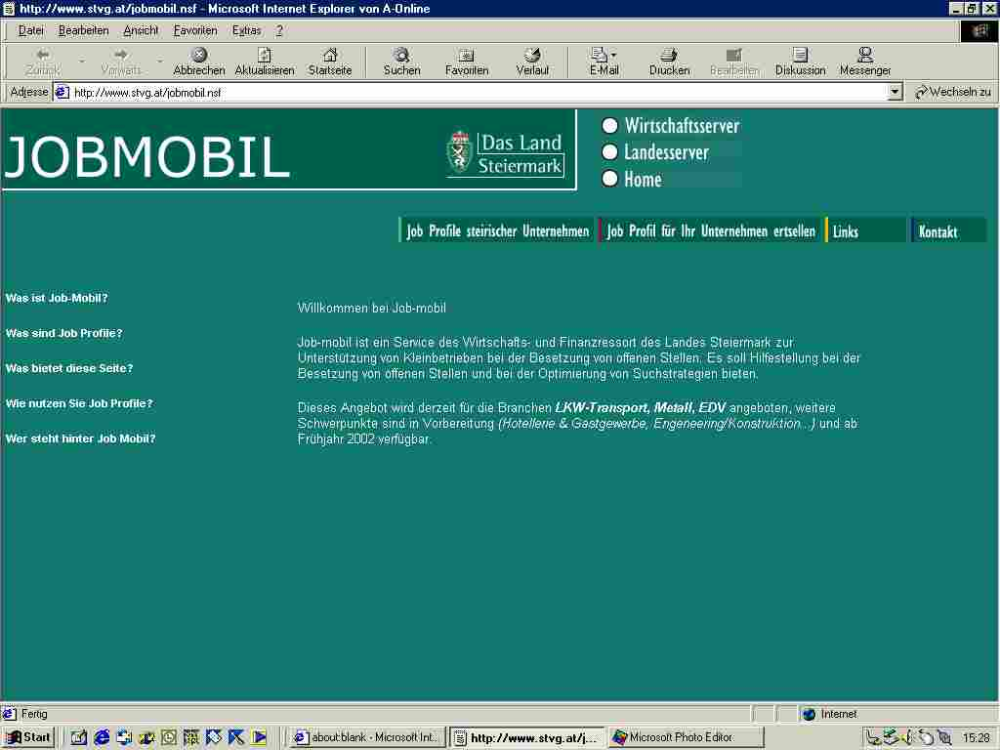 http://www.stvg.at/jobmobil.nsf - Microsoft Internet Explorer von A-Online
Datei Bearbeiten Ansicht Favoriten Extras ?
Zurück Vorwärts Abbrechen Aktualisieren Startseite Suchen Favoriten Verlauf E-Mail Drucken Bearbeiten Diskussion Messenger
Adresse http://www.stvg.at/jobmobil.nsf Wechseln zu
JOBMOBIL
Das Land
Steiermark
Wirtschaftsserver
Landesserver
Home
Job Profile steirischer Unternehmen Job Profil für Ihr Unternehmen ertsellen Links Kontakt
Was ist Job-Mobil?
Was sind Job Profile?
Was bietet diese Seite?
Wie nutzen Sie Job Profile?
Wer steht hinter Job Mobil?
Willkommen bei Job-mobil
Job-mobil ist ein Service des Wirtschafts- und Finanzressort des Landes Steiermark zur
Unterstützung von Kleinbetrieben bei der Besetzung von offenen Stellen. Es soll Hilfestellung bei der
Besetzung von offenen Stellen und bei der Optimierung von Suchstrategien bieten.
Dieses Angebot wird derzeit für die Branchen LKW-Transport, Metall, EDV angeboten, weitere
Schwerpunkte sind in Vorbereitung (Hotellerie & Gastgewerbe, Engeneering/Konstruktion...) und ab
Frühjahr 2002 verfügbar.
Fertig Internet
Start about:blank - Microsoft Int... http://www.stvg.at/j... Microsoft Photo Editor 15:28